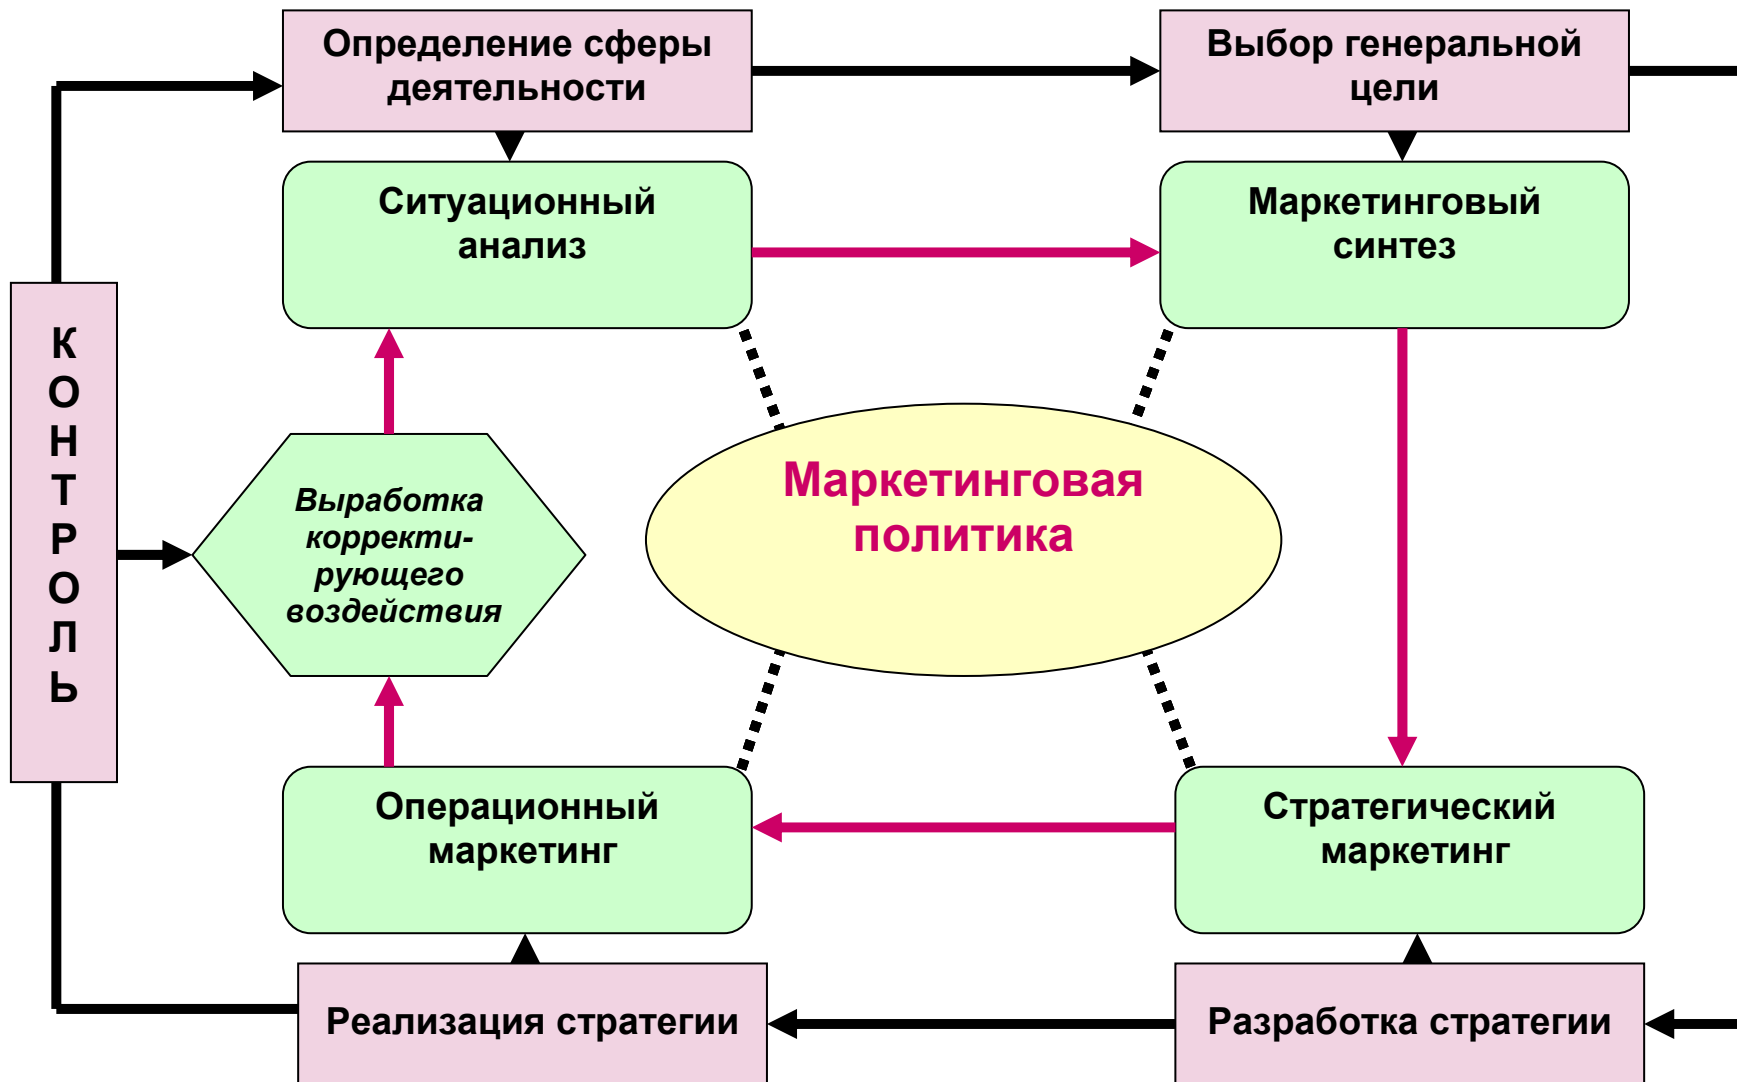 Определение сферы
деятельности
Выбор генеральной
цели
Ситуационный
анализ
Маркетинговый
синтез
К
О
Н
Т
Р
О
Л
Ь
Выработка
корректи-
рующего
воздействия
Маркетинговая
политика
Операционный
маркетинг
Стратегический
маркетинг
Реализация стратегии
Разработка стратегии